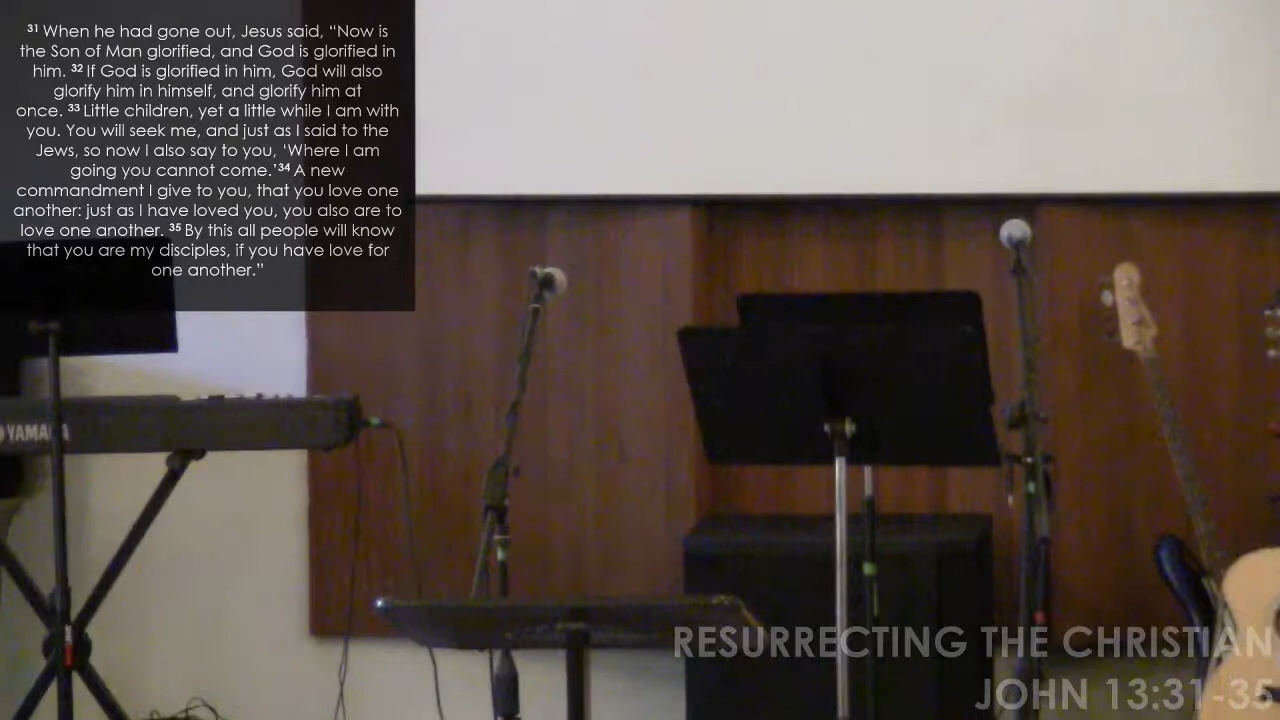 ³¹ When he had gone out, Jesus said, “Now is
the Son of Man glorified, and God is glorified in
him. ³² If God is glorified in him, God will also
glorify him in himself, and glorify him at
once. ³³ Little children, yet a little while I am with
you. You will seek me, and just as I said to the
Jews, so now I also say to you, ‘Where I am
going you cannot come.’³⁴ A new
commandment I give to you, that you love one
another: just as I have loved you, you also are to
love one another. ³⁵ By this all people will know
that you are my disciples, if you have love for
one another.”
YAMAHA
RESURRECTING THE CHRISTIAN
JOHN 13:31-35